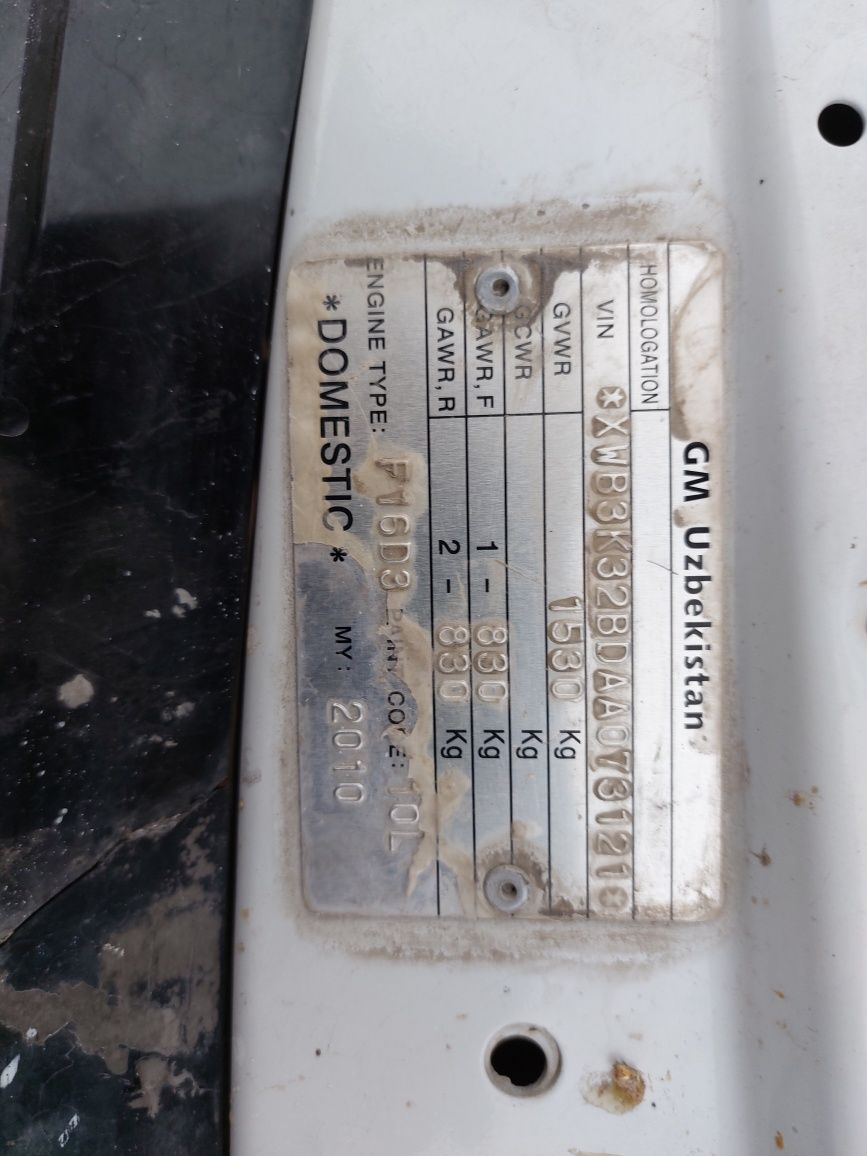 GM Uzbekistan
HOMOLOGATION
VIN *XWB3K32BDAA073121*
GVWR 1530 Kg
GCWR Kg
GAWR, F 1 - 830 Kg
GAWR, R 2 - 830 Kg
ENGINE TYPE: F16D3 PAINT CODE: 10L
*DOMESTIC * MY: 2010